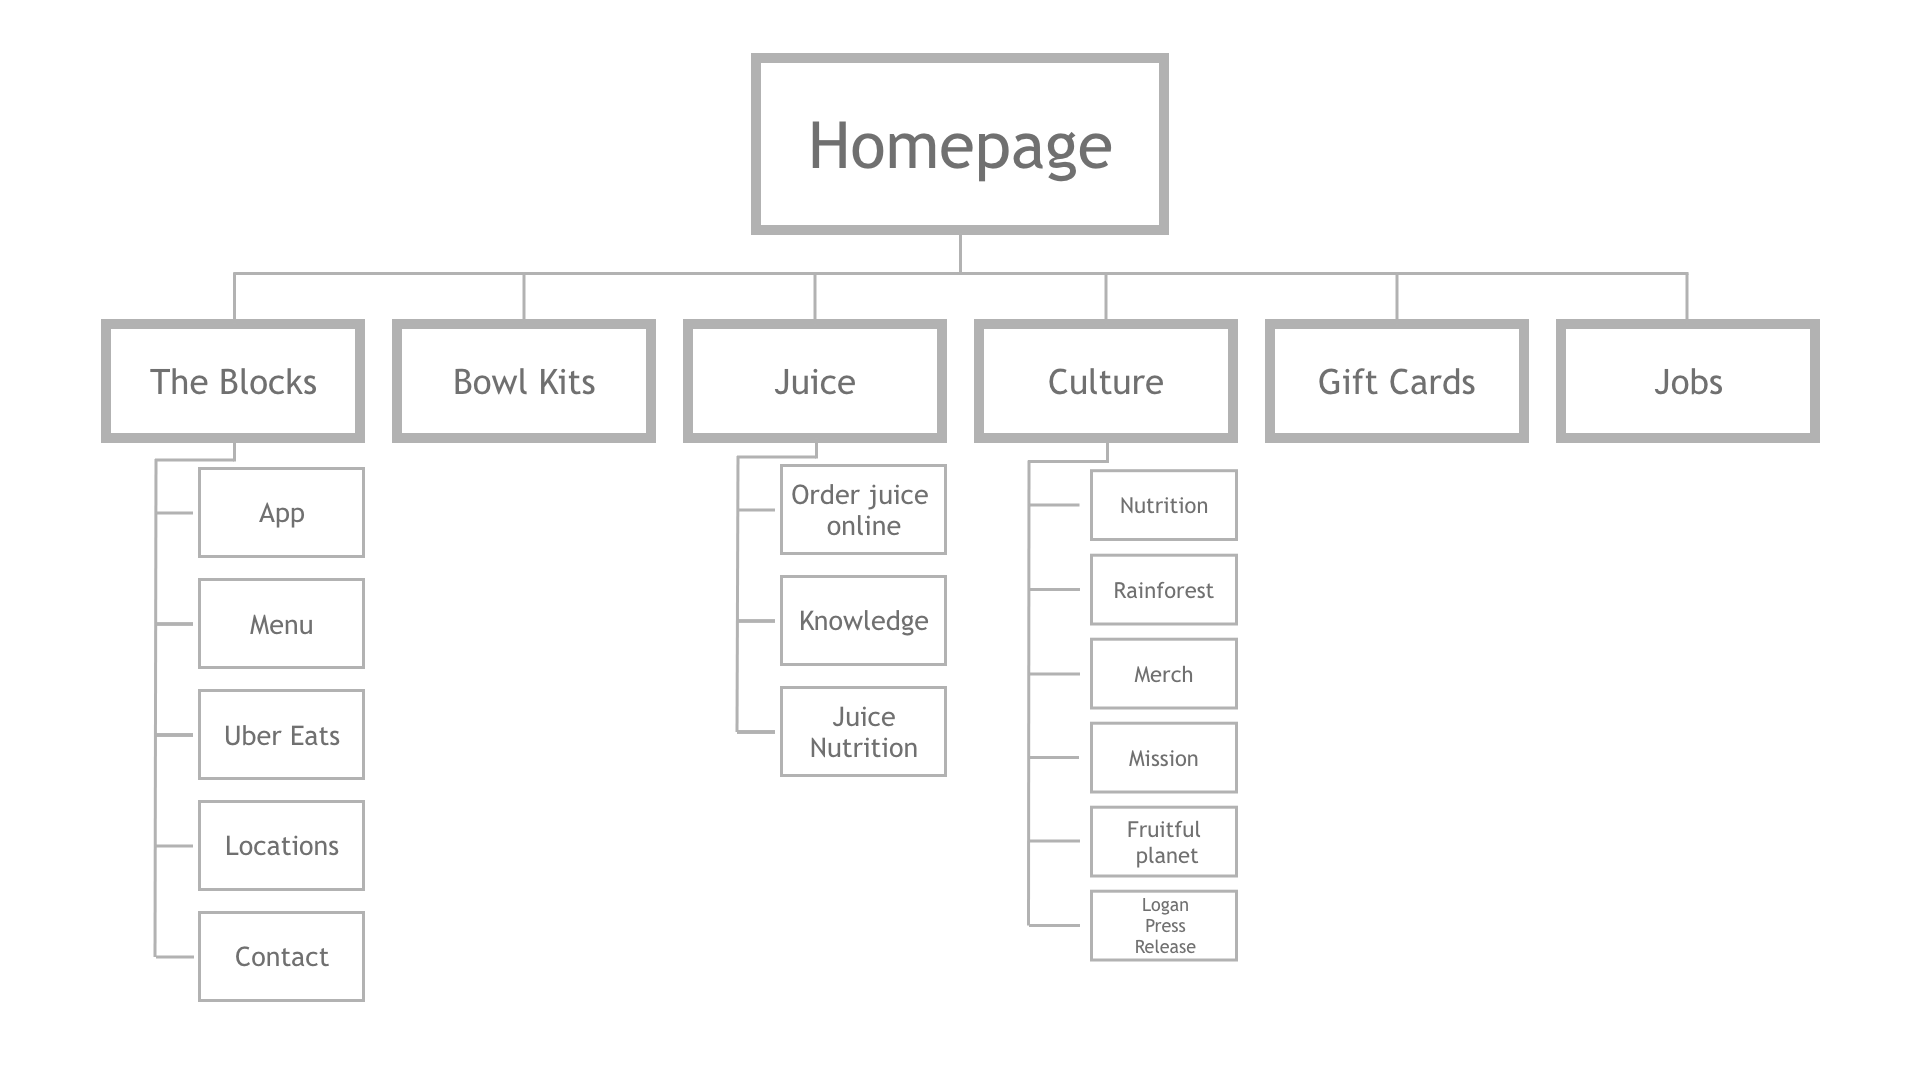 Homepage
The Blocks
Bowl Kits
Juice
Culture
Gift Cards
Jobs
App
Menu
Uber Eats
Locations
Contact
Order juice
online
Knowledge
Juice
Nutrition
Nutrition
Rainforest
Merch
Mission
Fruitful
planet
Logan
Press
Release